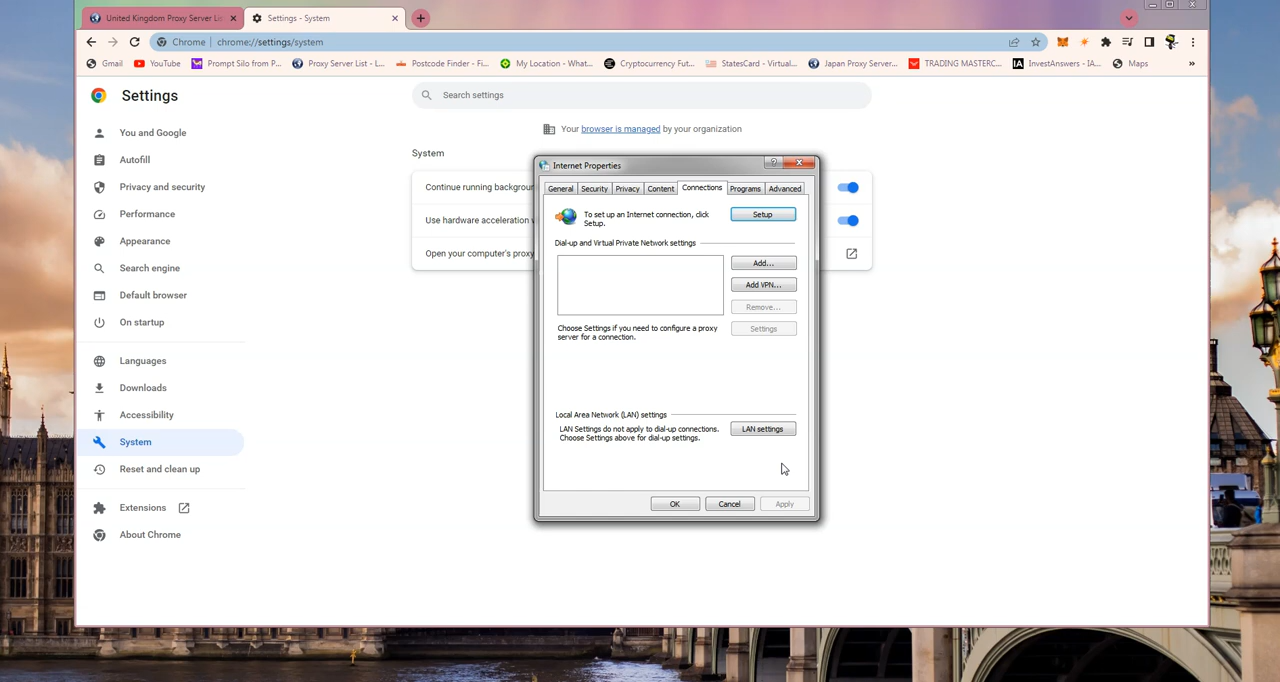 United Kingdom Proxy Server Li
Settings - System
Chrome
chrome://settings/system
Gmail
YouTube
Prompt Silo from P...
Proxy Server List - L...
Postcode Finder - Fi...
My Location - What...
Cryptocurrency Fut...
StatesCard - Virtual...
Japan Proxy Server...
TRADING MASTERC...
InvestAnswers - IA...
Maps
Settings
Search settings
Your browser is managed by your organization
You and Google
Autofill
Privacy and security
Performance
Appearance
Search engine
Default browser
On startup
Languages
Downloads
Accessibility
System
Reset and clean up
Extensions
About Chrome
System
Continue running backgroun
Use hardware acceleration
Open your computer's proxy
Internet Properties
General
Security
Privacy
Content
Connections
Programs
Advanced
To set up an Internet connection, click
Setup.
Setup
Dial-up and Virtual Private Network settings
Add...
Add VPN...
Remove...
Settings
Choose Settings if you need to configure a proxy
server for a connection.
Local Area Network (LAN) settings
LAN Settings do not apply to dial-up connections.
Choose Settings above for dial-up settings.
LAN settings
OK
Cancel
Apply